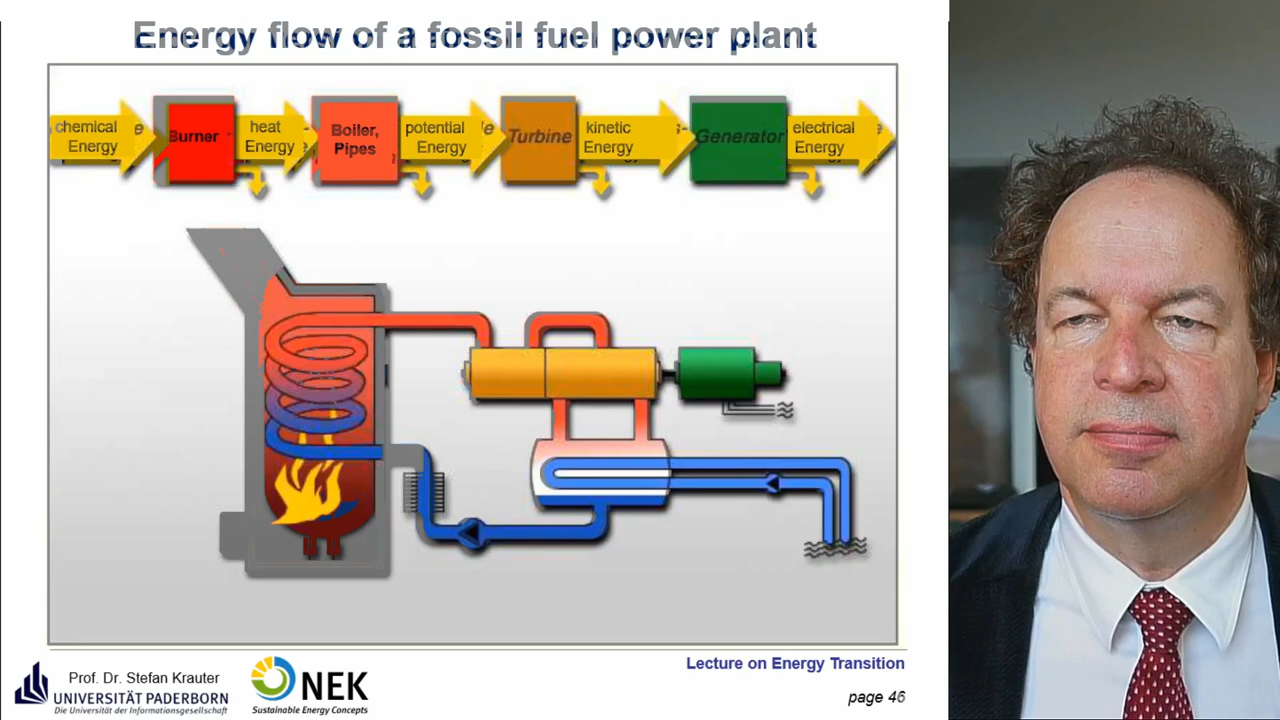 Energy flow of a fossil fuel power plant
chemical
Energy
Burner
heat
Energy
Boiler,
Pipes
potential
Energy
Turbine
kinetic
Energy
Generator
electrical
Energy
Prof. Dr. Stefan Krauter
UNIVERSITÄT PADERBORN
Die Universität der Informationsgesellschaft
NEK
Sustainable Energy Concepts
Lecture on Energy Transition
page 46